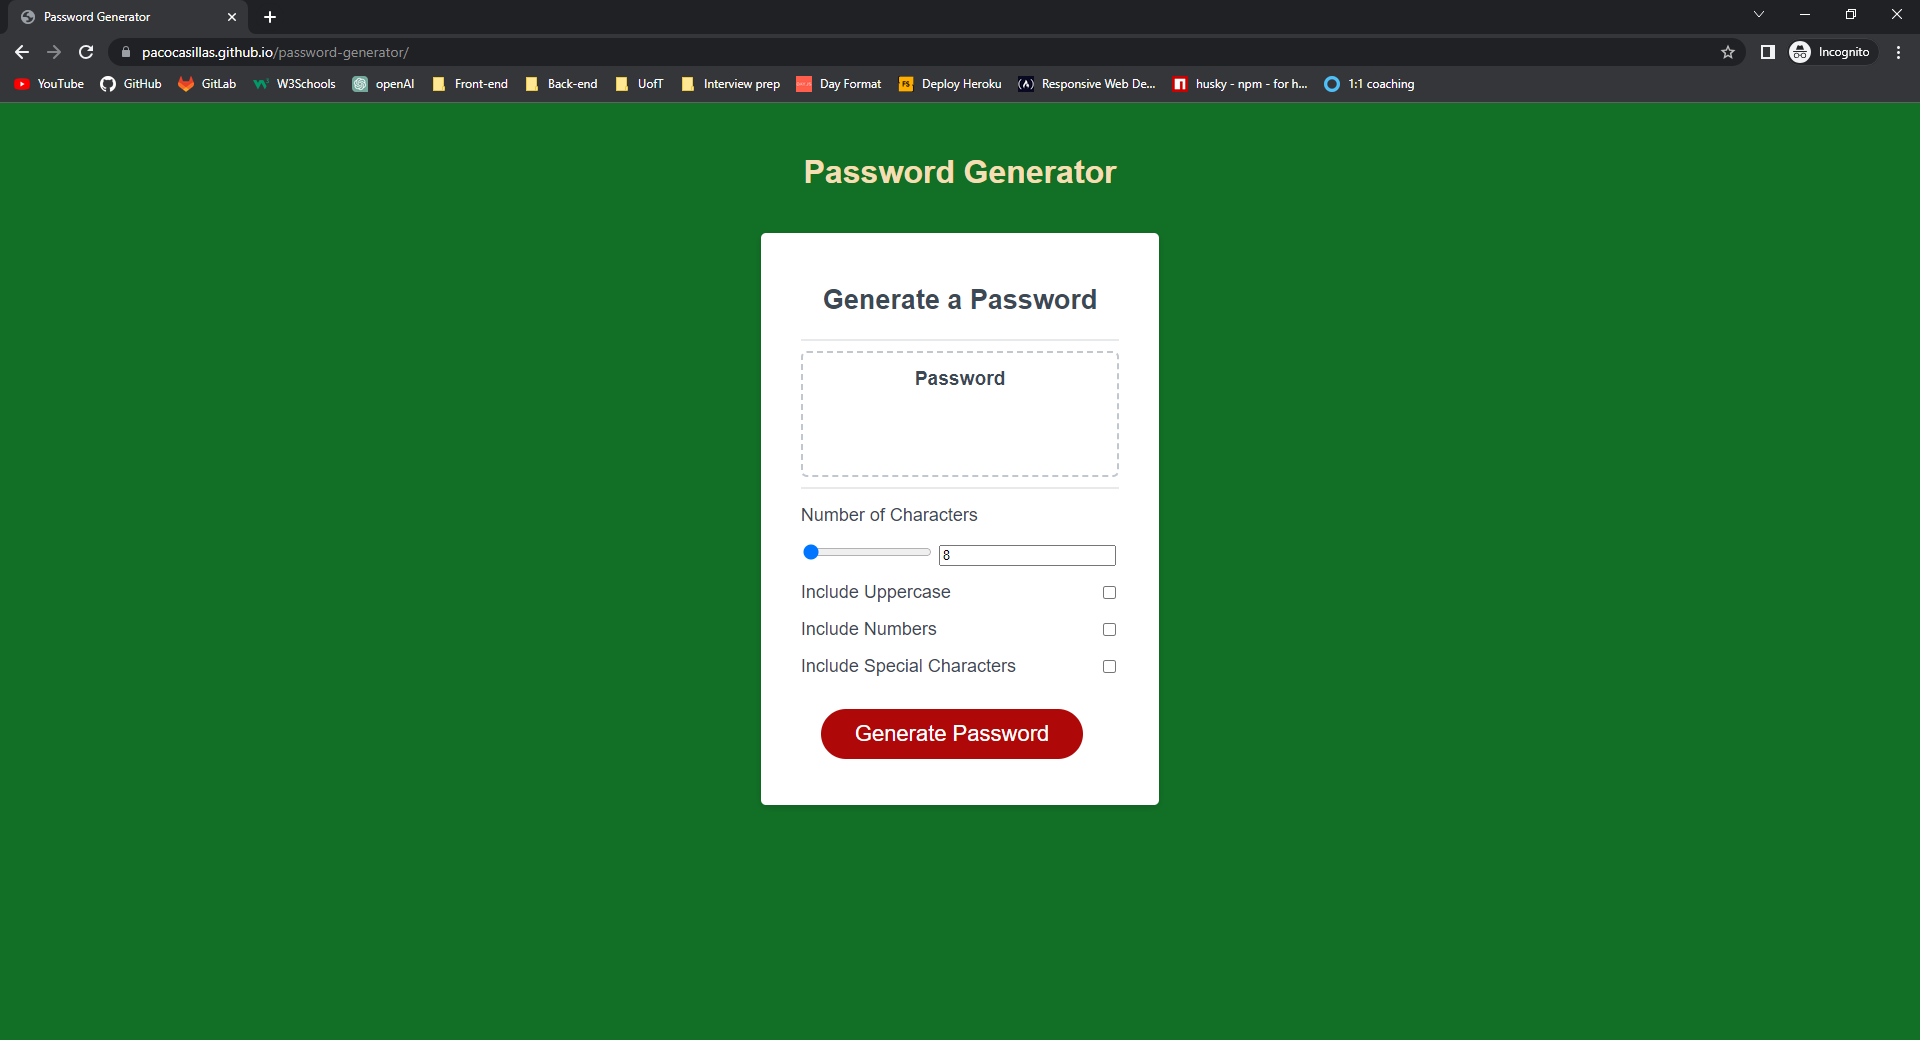 Password Generator
pacocasillas.github.io/password-generator/
Incognito
YouTube GitHub GitLab W3Schools openAI Front-end Back-end UofT Interview prep Day Format FS Deploy Heroku (A) Responsive Web De... husky - npm - for h... 1:1 coaching
Password Generator
Generate a Password
Password
Number of Characters
8
Include Uppercase
Include Numbers
Include Special Characters
Generate Password